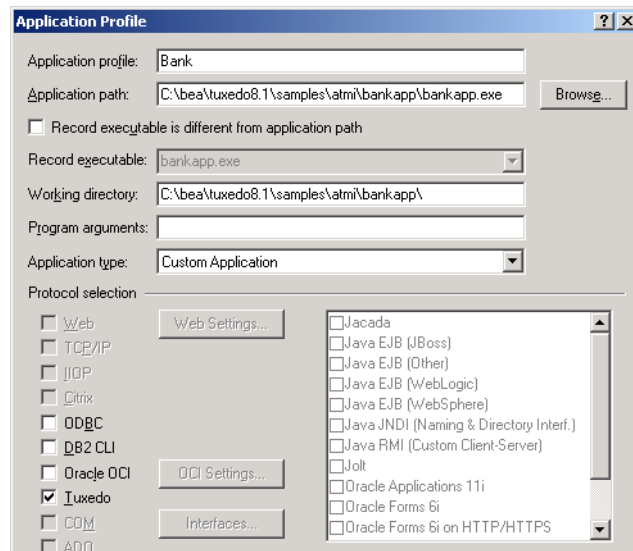 Application Profile
Application profile: Bank
Application path: C:\bea\tuxedo8.1\samples\atmi\bankapp\bankapp.exe Browse...
Record executable is different from application path
Record executable: bankapp.exe
Working directory: C:\bea\tuxedo8.1\samples\atmi\bankapp\
Program arguments:
Application type: Custom Application
Protocol selection
Web Web Settings...
TCP/IP
IIOP
Citrix
ODBC
DB2 CLI
Oracle OCI OCI Settings...
Tuxedo
COM Interfaces...
ADO
Jacada
Java EJB (JBoss)
Java EJB (Other)
Java EJB (WebLogic)
Java EJB (WebSphere)
Java JNDI (Naming & Directory Interf.)
Java RMI (Custom Client-Server)
Jolt
Oracle Applications 11i
Oracle Forms 6i
Oracle Forms 6i on HTTP/HTTPS